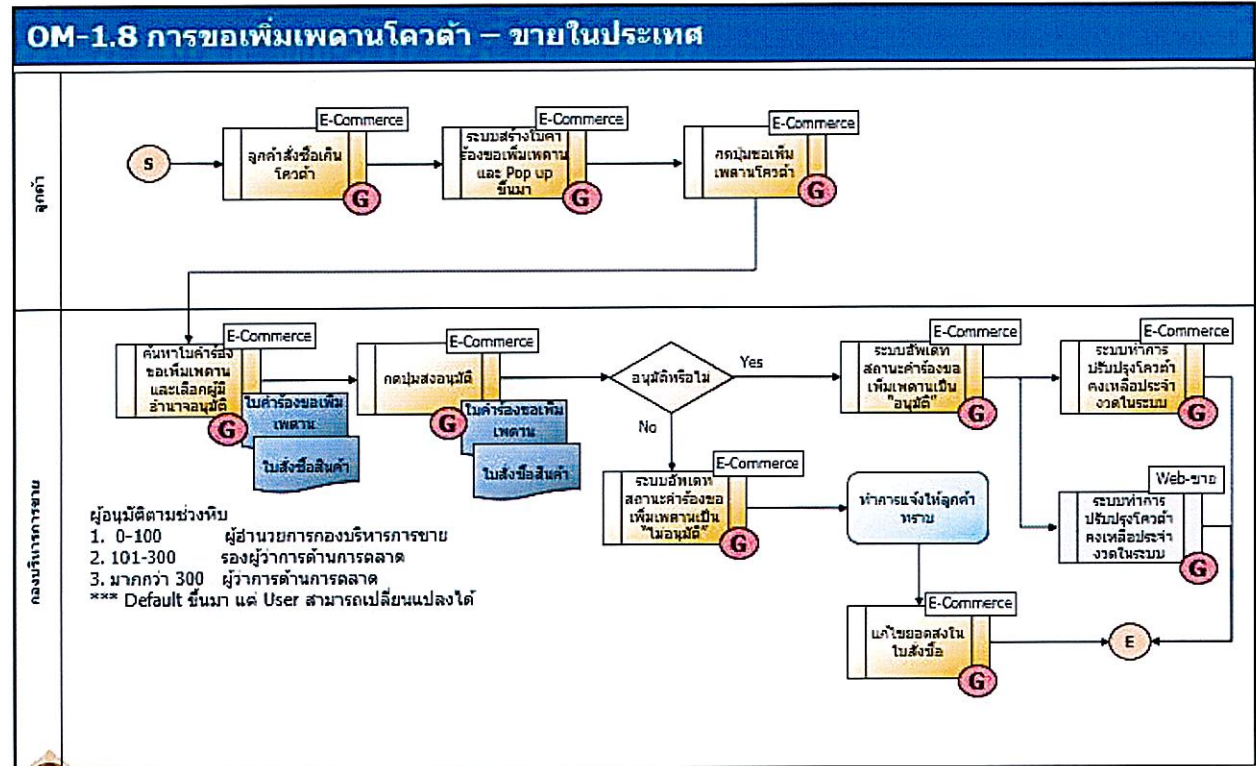 OM-1.8 การขอเพิ่มเพดานโควต้า – ขายในประเทศ
ลูกค้า
S
E-Commerce
ลูกค้าสั่งซื้อเกิน
โควต้า
G
E-Commerce
ระบบสร้างใบคำ
ร้องขอเพิ่มเพดาน
และ Pop up
ขึ้นมา
G
E-Commerce
กดปุ่มขอเพิ่ม
เพดานโควต้า
G
กองบริหารการขาย
E-Commerce
ค้นหาใบคำร้อง
ขอเพิ่มเพดาน
และเลือกผู้มี
อำนาจอนุมัติ
G
ใบคำร้องขอเพิ่ม
เพดาน
ใบสั่งซื้อสินค้า
E-Commerce
กดปุ่มส่งอนุมัติ
G
ใบคำร้องขอเพิ่ม
เพดาน
ใบสั่งซื้อสินค้า
อนุมัติหรือไม่
Yes
No
E-Commerce
ระบบอัพเดท
สถานะคำร้องขอ
เพิ่มเพดานเป็น
"อนุมัติ"
G
E-Commerce
ระบบทำการ
ปรับปรุงโควต้า
คงเหลือประจำ
งวดในระบบ
G
E-Commerce
ระบบอัพเดท
สถานะคำร้องขอ
เพิ่มเพดานเป็น
"ไม่อนุมัติ"
G
ทำการแจ้งให้ลูกค้า
ทราบ
Web-ขาย
ระบบทำการ
ปรับปรุงโควต้า
คงเหลือประจำ
งวดในระบบ
G
E-Commerce
แก้ไขยอดสั่งใน
ใบสั่งซื้อ
G
E
ผู้อนุมัติตามช่วงหีบ
1. 0-100 ผู้อำนวยการกองบริหารการขาย
2. 101-300 รองผู้ว่าการด้านการตลาด
3. มากกว่า 300 ผู้ว่าการด้านการตลาด
*** Default ขึ้นมา แต่ User สามารถเปลี่ยนแปลงได้